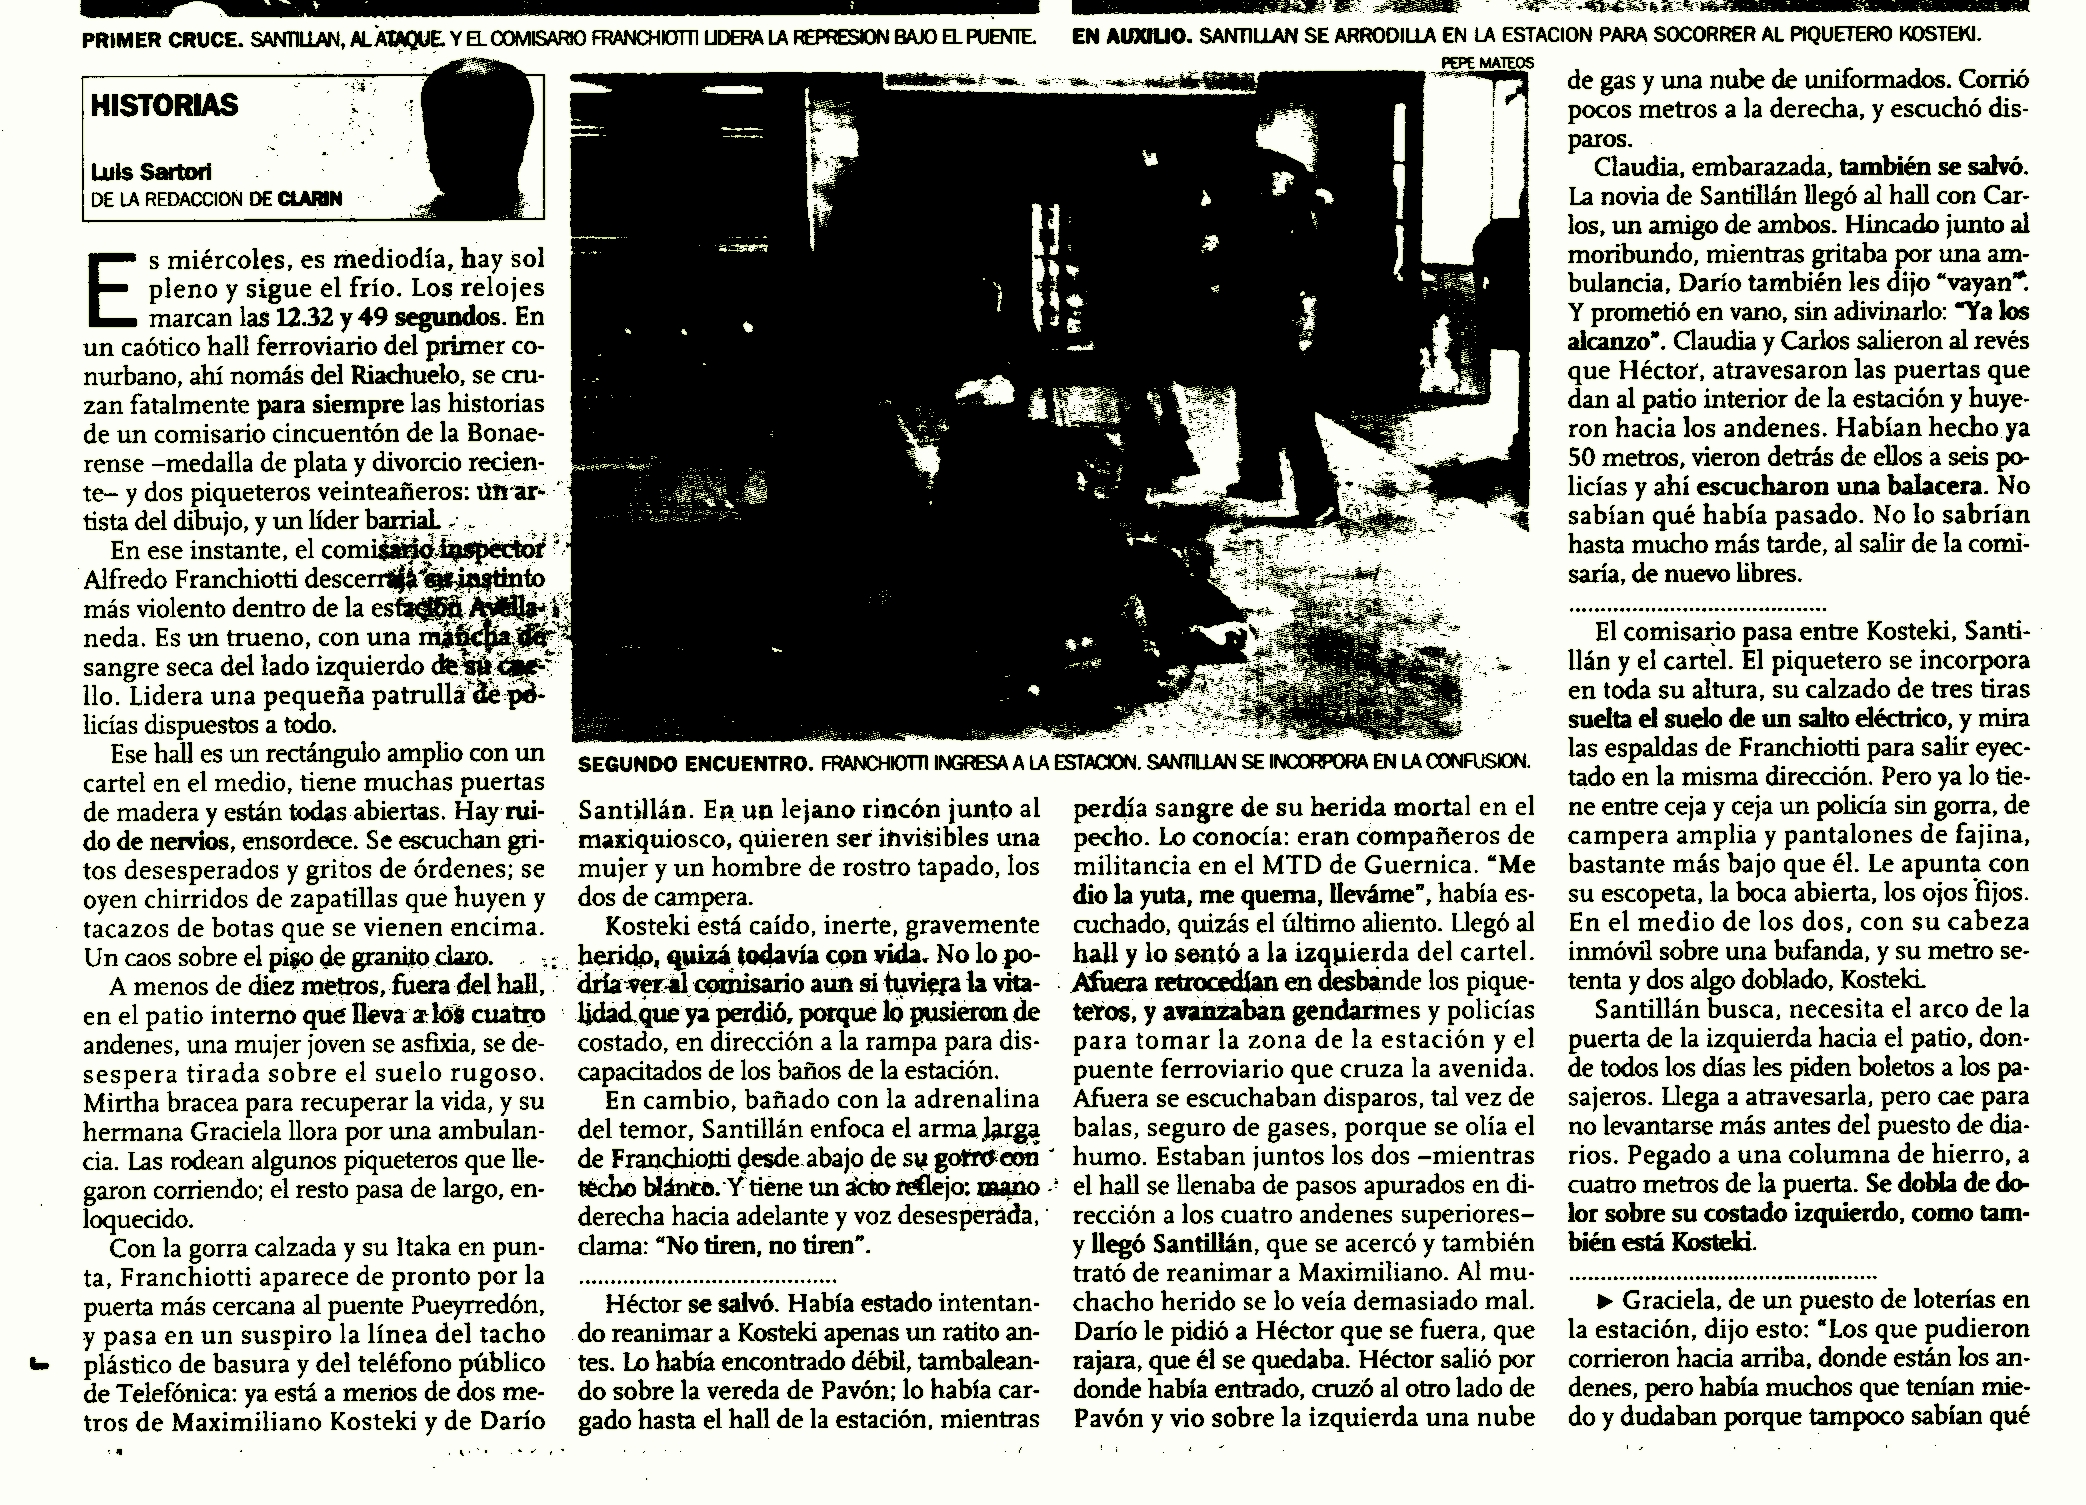 PRIMER CRUCE. SANTILLAN, AL ATAQUE. Y EL COMISARIO FRANCHIOTTI LIDERA LA REPRESION BAJO EL PUENTE.
EN AUXILIO. SANTILLAN SE ARRODILLA EN LA ESTACION PARA SOCORRER AL PIQUETERO KOSTEKI.
PEPE MATEOS
HISTORIAS
Luis Sartori
DE LA REDACCION DE CLARIN
Es miércoles, es mediodía, hay sol
pleno y sigue el frío. Los relojes
marcan las 12.32 y 49 segundos. En
un caótico hall ferroviario del primer co-
nurbano, ahí nomás del Riachuelo, se cru-
zan fatalmente para siempre las historias
de un comisario cincuentón de la Bonae-
rense –medalla de plata y divorcio recien-
te– y dos piqueteros veinteañeros: un ar-
tista del dibujo, y un líder barrial.
En ese instante, el comisario inspector
Alfredo Franchiotti descerraja su instinto
más violento dentro de la estación Avella-
neda. Es un trueno, con una mancha de
sangre seca del lado izquierdo de su cue-
llo. Lidera una pequeña patrulla de po-
licías dispuestos a todo.
Ese hall es un rectángulo amplio con un
cartel en el medio, tiene muchas puertas
de madera y están todas abiertas. Hay rui-
do de nervios, ensordece. Se escuchan gri-
tos desesperados y gritos de órdenes; se
oyen chirridos de zapatillas que huyen y
tacazos de botas que se vienen encima.
Un caos sobre el piso de granito claro.
A menos de diez metros, fuera del hall,
en el patio interno que lleva a los cuatro
andenes, una mujer joven se asfixia, se de-
sespera tirada sobre el suelo rugoso.
Mirtha bracea para recuperar la vida, y su
hermana Graciela llora por una ambulan-
cia. Las rodean algunos piqueteros que lle-
garon corriendo; el resto pasa de largo, en-
loquecido.
Con la gorra calzada y su Itaka en pun-
ta, Franchiotti aparece de pronto por la
puerta más cercana al puente Pueyrredón,
y pasa en un suspiro la línea del tacho
plástico de basura y del teléfono público
de Telefónica: ya está a menos de dos me-
tros de Maximiliano Kosteki y de Darío
SEGUNDO ENCUENTRO. FRANCHIOTTI INGRESA A LA ESTACION. SANTILLAN SE INCORPORA EN LA CONFUSION.
Santillán. En un lejano rincón junto al
maxiquiosco, quieren ser invisibles una
mujer y un hombre de rostro tapado, los
dos de campera.
Kosteki está caído, inerte, gravemente
herido, quizá todavía con vida. No lo po-
dría ver al comisario aun si tuviera la vita-
lidad que ya perdió, porque lo pusieron de
costado, en dirección a la rampa para dis-
capacitados de los baños de la estación.
En cambio, bañado con la adrenalina
del temor, Santillán enfoca el arma larga
de Franchiotti desde abajo de su gorro con
techo blanco. Y tiene un acto reflejo: mano
derecha hacia adelante y voz desesperada,
clama: "No tiren, no tiren".
..........................................
Héctor se salvó. Había estado intentan-
do reanimar a Kosteki apenas un ratito an-
tes. Lo había encontrado débil, tambalean-
do sobre la vereda de Pavón; lo había car-
gado hasta el hall de la estación, mientras
perdía sangre de su herida mortal en el
pecho. Lo conocía: eran compañeros de
militancia en el MTD de Guernica. "Me
dio la yuta, me quema, lleváme", había es-
cuchado, quizás el último aliento. Llegó al
hall y lo sentó a la izquierda del cartel.
Afuera retrocedían en desbande los pique-
teros, y avanzaban gendarmes y policías
para tomar la zona de la estación y el
puente ferroviario que cruza la avenida.
Afuera se escuchaban disparos, tal vez de
balas, seguro de gases, porque se olía el
humo. Estaban juntos los dos –mientras
el hall se llenaba de pasos apurados en di-
rección a los cuatro andenes superiores–
y llegó Santillán, que se acercó y también
trató de reanimar a Maximiliano. Al mu-
chacho herido se lo veía demasiado mal.
Darío le pidió a Héctor que se fuera, que
rajara, que él se quedaba. Héctor salió por
donde había entrado, cruzó al otro lado de
Pavón y vio sobre la izquierda una nube
de gas y una nube de uniformados. Corrió
pocos metros a la derecha, y escuchó dis-
paros.
Claudia, embarazada, también se salvó.
La novia de Santillán llegó al hall con Car-
los, un amigo de ambos. Hincado junto al
moribundo, mientras gritaba por una am-
bulancia, Darío también les dijo "vayan".
Y prometió en vano, sin adivinarlo: "Ya los
alcanzo". Claudia y Carlos salieron al revés
que Héctor, atravesaron las puertas que
dan al patio interior de la estación y huye-
ron hacia los andenes. Habían hecho ya
50 metros, vieron detrás de ellos a seis po-
licías y ahí escucharon una balacera. No
sabían qué había pasado. No lo sabrían
hasta mucho más tarde, al salir de la comi-
saría, de nuevo libres.
..........................................
El comisario pasa entre Kosteki, Santi-
llán y el cartel. El piquetero se incorpora
en toda su altura, su calzado de tres tiras
suelta el suelo de un salto eléctrico, y mira
las espaldas de Franchiotti para salir eyec-
tado en la misma dirección. Pero ya lo tie-
ne entre ceja y ceja un policía sin gorra, de
campera amplia y pantalones de fajina,
bastante más bajo que él. Le apunta con
su escopeta, la boca abierta, los ojos fijos.
En el medio de los dos, con su cabeza
inmóvil sobre una bufanda, y su metro se-
tenta y dos algo doblado, Kosteki.
Santillán busca, necesita el arco de la
puerta de la izquierda hacia el patio, don-
de todos los días les piden boletos a los pa-
sajeros. Llega a atravesarla, pero cae para
no levantarse más antes del puesto de dia-
rios. Pegado a una columna de hierro, a
cuatro metros de la puerta. Se dobla de do-
lor sobre su costado izquierdo, como tam-
bién está Kosteki.
..........................................
► Graciela, de un puesto de loterías en
la estación, dijo esto: "Los que pudieron
corrieron hacia arriba, donde están los an-
denes, pero había muchos que tenían mie-
do y dudaban porque tampoco sabían qué